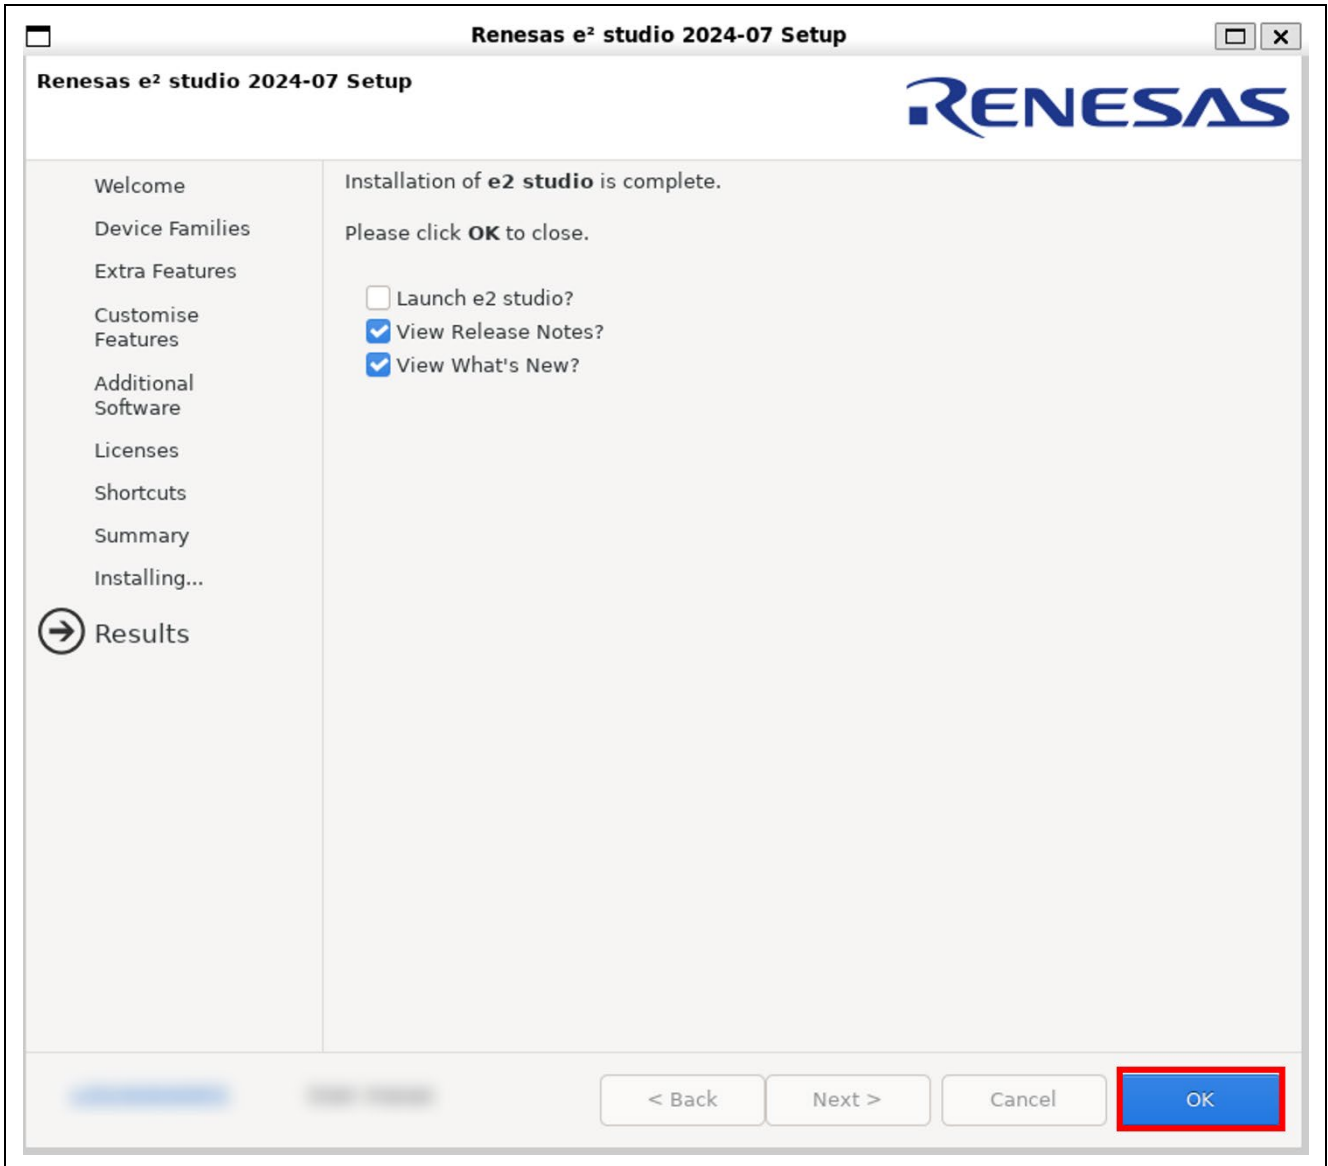 Renesas e² studio 2024-07 Setup
Renesas e² studio 2024-07 Setup
RENESAS
Welcome
Device Families
Extra Features
Customise
Features
Additional
Software
Licenses
Shortcuts
Summary
Installing...
Results
Installation of e2 studio is complete.
Please click OK to close.
Launch e2 studio?
View Release Notes?
View What's New?
< Back
Next >
Cancel
OK